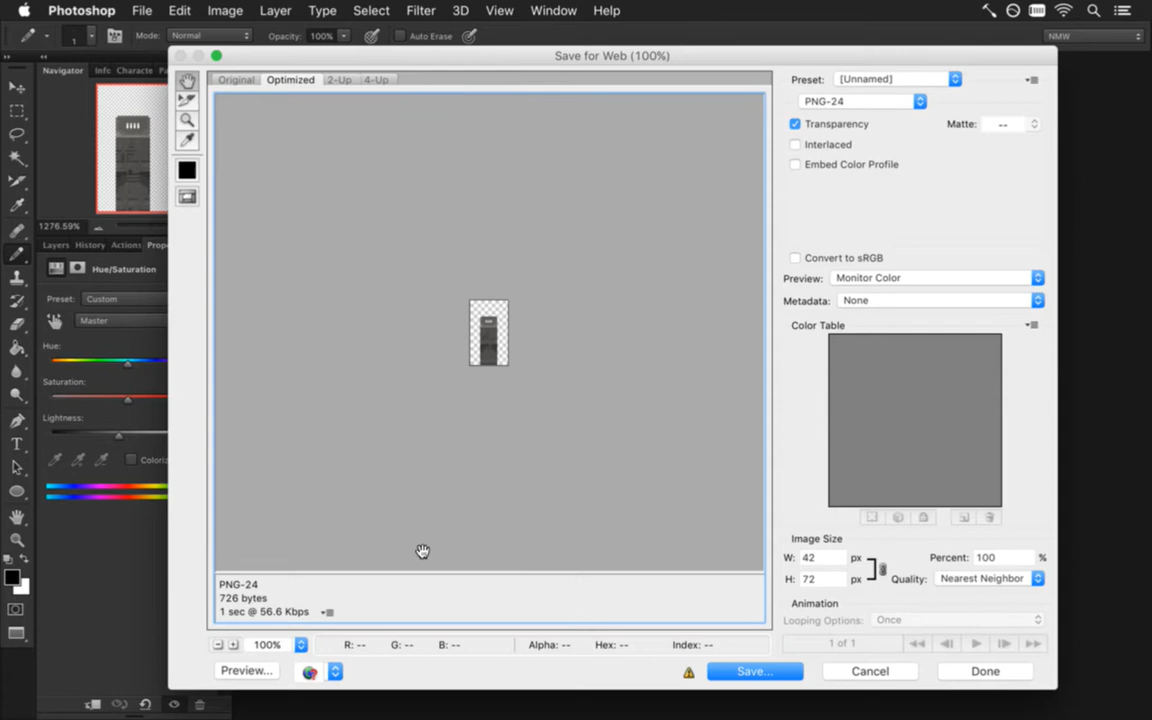 Photoshop File Edit Image Layer Type Select Filter 3D View Window Help
1 Mode: Normal Opacity: 100% Auto Erase NMW
Save for Web (100%)
Navigator Info Characte Pa
Original Optimized 2-Up 4-Up
Preset: [Unnamed]
PNG-24
Transparency Matte: --
Interlaced
Embed Color Profile
1276.59%
Layers History Actions Prop
Hue/Saturation
Convert to sRGB
Preview: Monitor Color
Preset: Custom
Metadata: None
Master
Color Table
Hue:
Saturation:
Lightness:
Coloriz
Image Size
W: 42 px Percent: 100 %
H: 72 px Quality: Nearest Neighbor
PNG-24
726 bytes
1 sec @ 56.6 Kbps
Animation
Looping Options: Once
1 of 1
100% R: -- G: -- B: -- Alpha: -- Hex: -- Index: --
Preview... Save... Cancel Done